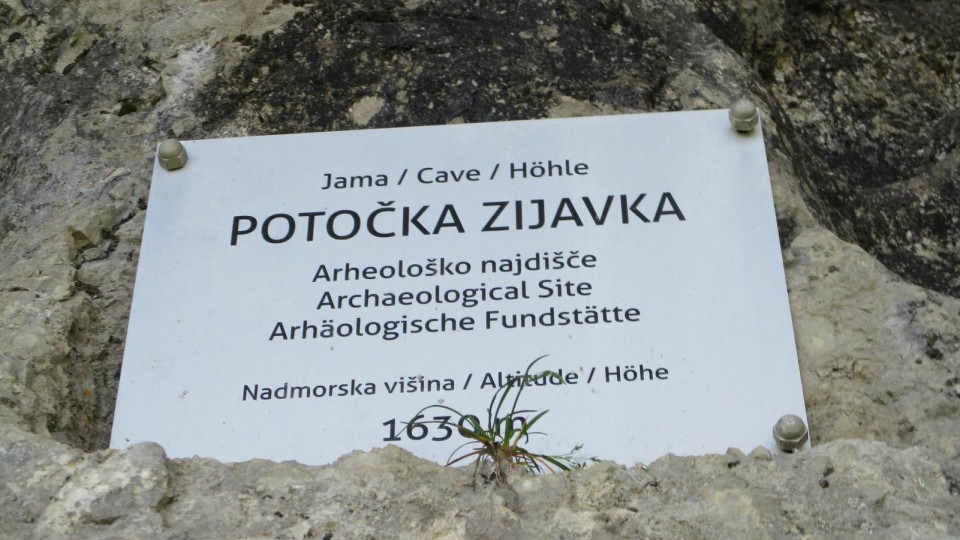 Jama / Cave / Höhle
POTOČKA ZIJAVKA
Arheološko najdišče
Archaeological Site
Arhäologische Fundstätte
Nadmorska višina / Altitude / Höhe
1630 m